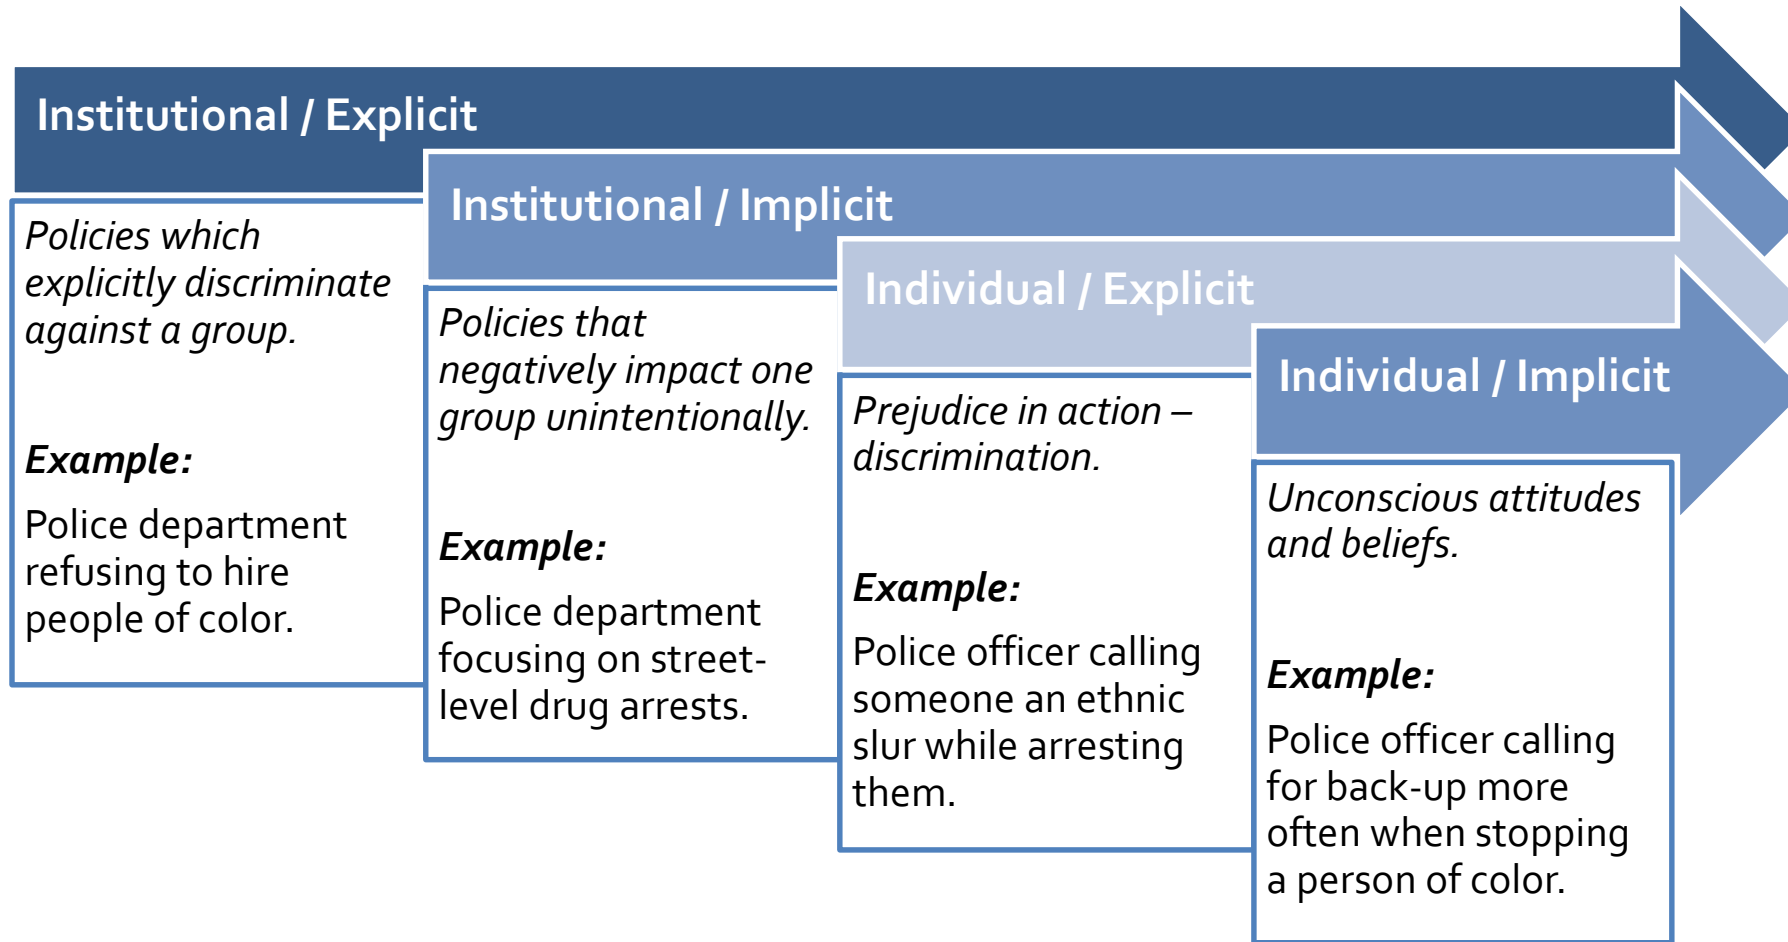 Institutional / Explicit
Policies which
explicitly discriminate
against a group.
Example:
Police department
refusing to hire
people of color.
Institutional / Implicit
Policies that
negatively impact one
group unintentionally.
Example:
Police department
focusing on street-
level drug arrests.
Individual / Explicit
Prejudice in action –
discrimination.
Example:
Police officer calling
someone an ethnic
slur while arresting
them.
Individual / Implicit
Unconscious attitudes
and beliefs.
Example:
Police officer calling
for back-up more
often when stopping
a person of color.